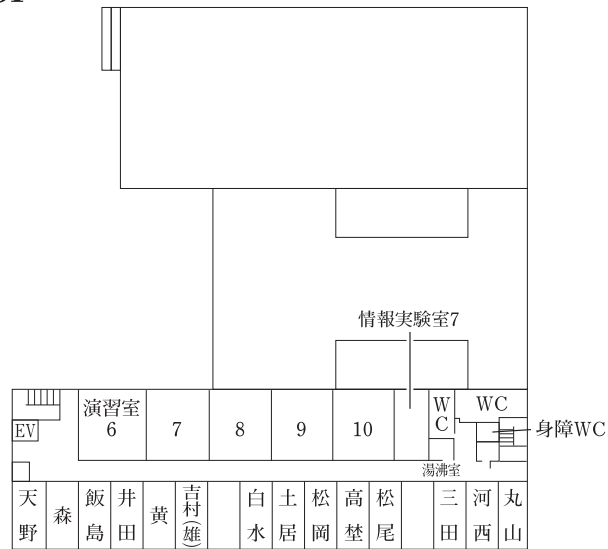 情報実験室7
演習室
6
7
8
9
10
WC
WC
EV
身障WC
湯沸室
天野
森
飯島
井田
黄
吉村(雄)
白水
土居
松岡
高埜
松尾
三田
河西
丸山